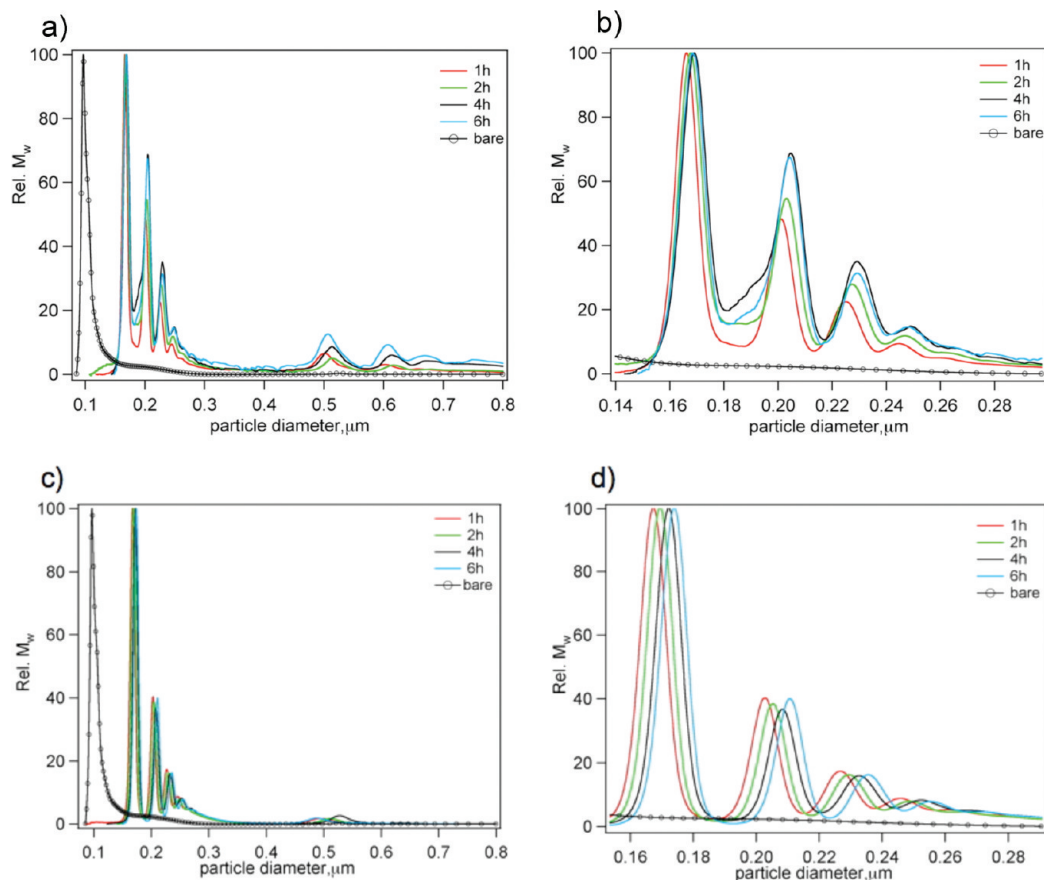 a)
100
80
60
40
20
0
Rel. Mw
0.1 0.2 0.3 0.4 0.5 0.6 0.7 0.8
particle diameter,μm
1h
2h
4h
6h
bare
b)
100
80
60
40
20
0
Rel. Mw
0.14 0.16 0.18 0.20 0.22 0.24 0.26 0.28
particle diameter,μm
1h
2h
4h
6h
bare
c)
100
80
60
40
20
0
Rel. Mw
0.1 0.2 0.3 0.4 0.5 0.6 0.7 0.8
particle diameter,μm
1h
2h
4h
6h
bare
d)
100
80
60
40
20
0
Rel. Mw
0.16 0.18 0.20 0.22 0.24 0.26 0.28
particle diameter,μm
1h
2h
4h
6h
bare